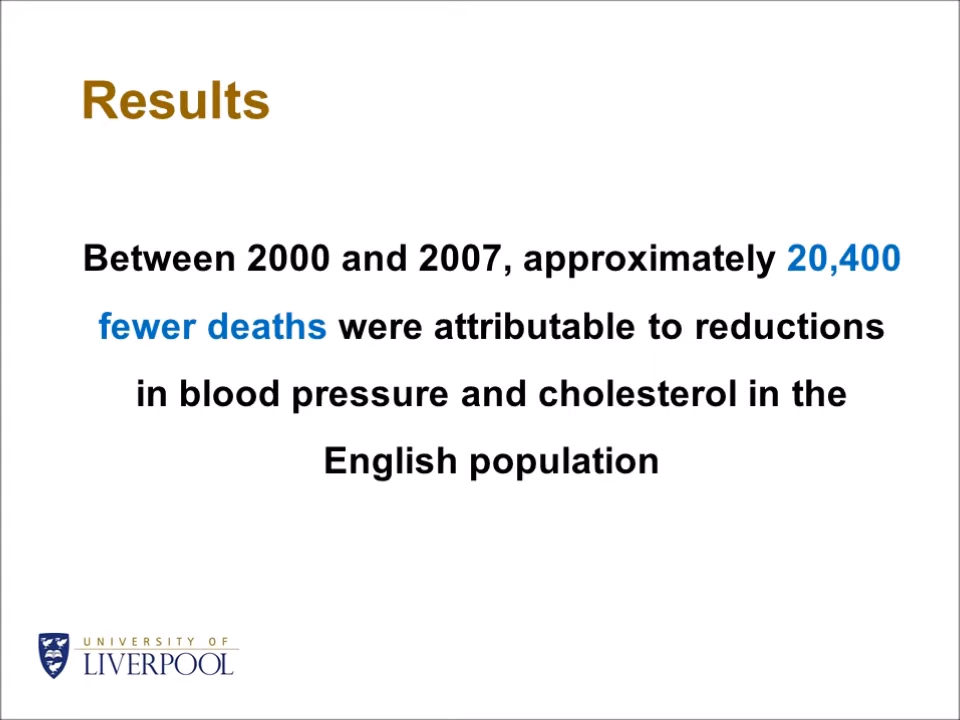 Results
Between 2000 and 2007, approximately 20,400
fewer deaths were attributable to reductions
in blood pressure and cholesterol in the
English population
UNIVERSITY OF
LIVERPOOL